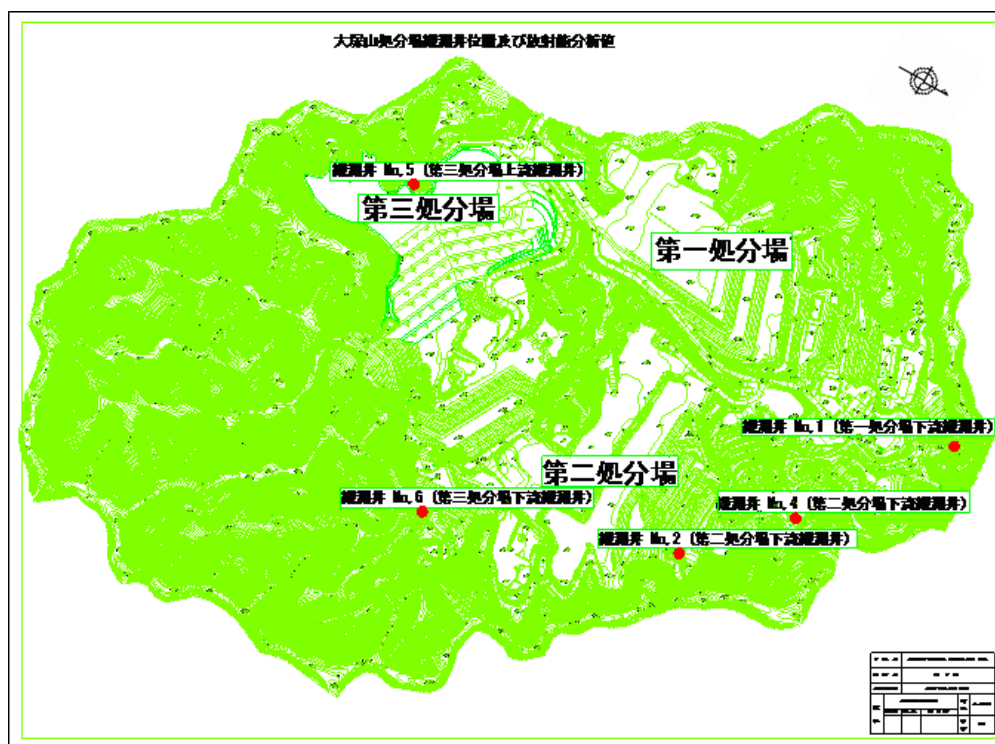 大塚山処分場観測井位置及び放射能分析値
観測井 No.5 (第三処分場上流観測井)
第三処分場
第一処分場
観測井 No.1 (第一処分場下流観測井)
第二処分場
観測井 No.6 (第三処分場下流観測井)
観測井 No.4 (第二処分場下流観測井)
観測井 No.2 (第二処分場下流観測井)